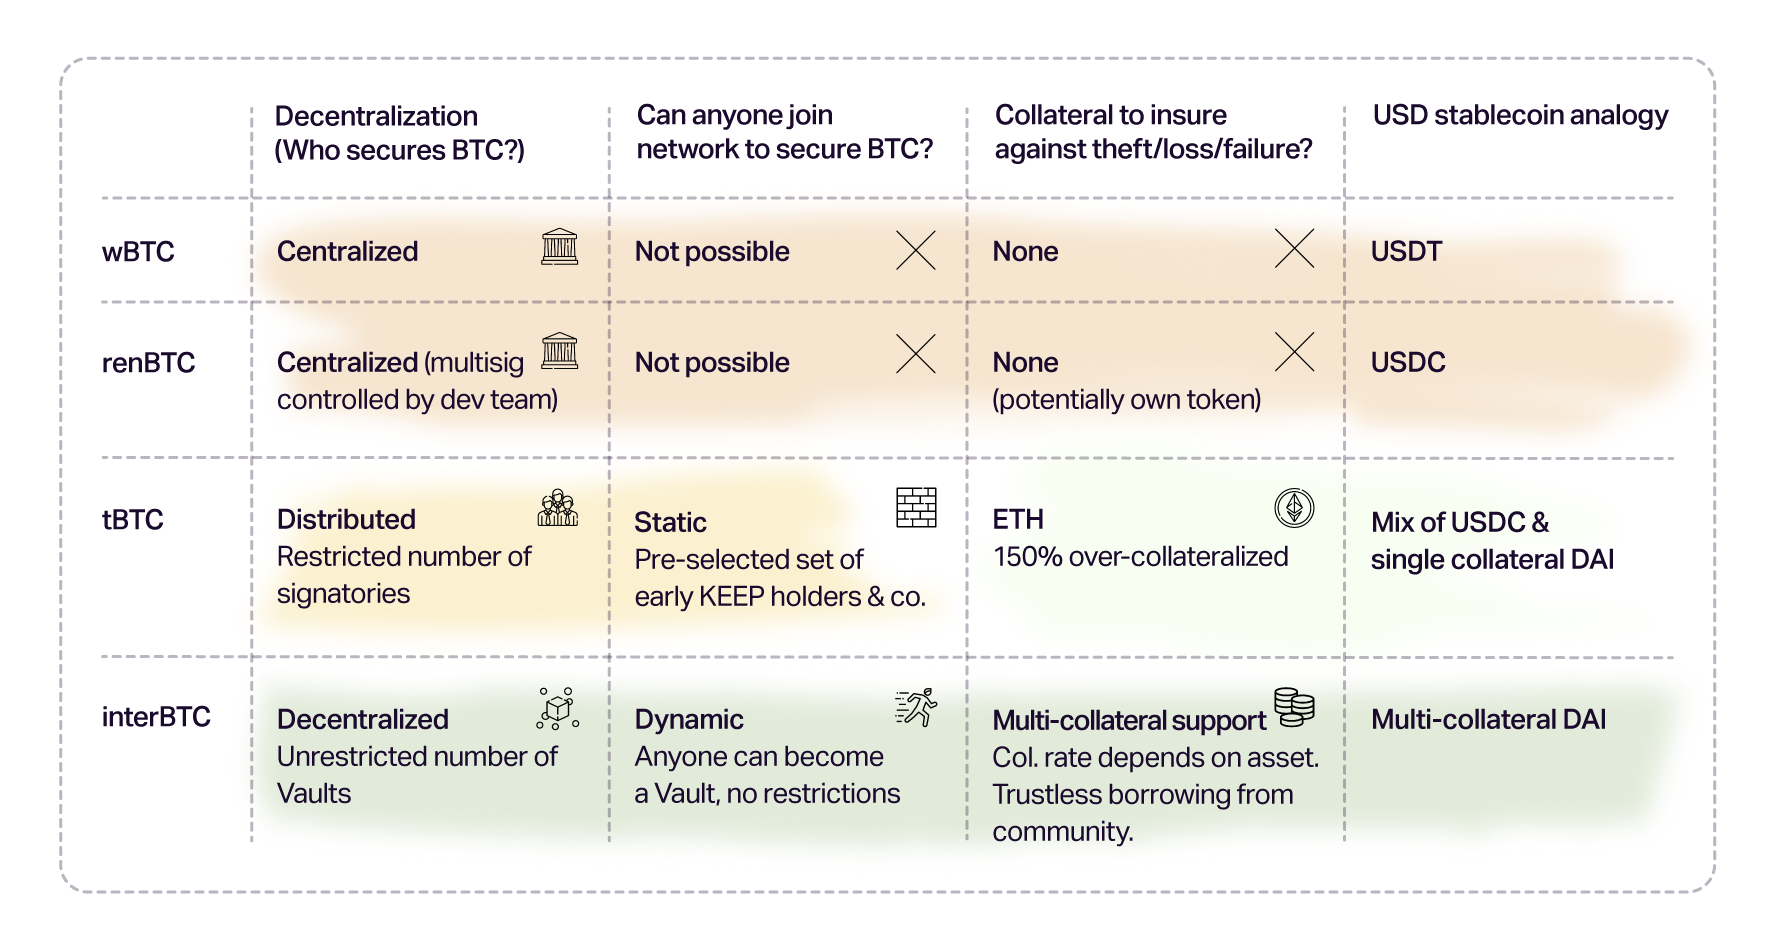 Decentralization
(Who secures BTC?)
Can anyone join
network to secure BTC?
Collateral to insure
against theft/loss/failure?
USD stablecoin analogy
wBTC
Centralized
Not possible
None
USDT
renBTC
Centralized (multisig
controlled by dev team)
Not possible
None
(potentially own token)
USDC
tBTC
Distributed
Restricted number of
signatories
Static
Pre-selected set of
early KEEP holders & co.
ETH
150% over-collateralized
Mix of USDC &
single collateral DAI
interBTC
Decentralized
Unrestricted number of
Vaults
Dynamic
Anyone can become
a Vault, no restrictions
Multi-collateral support
Col. rate depends on asset.
Trustless borrowing from
community.
Multi-collateral DAI